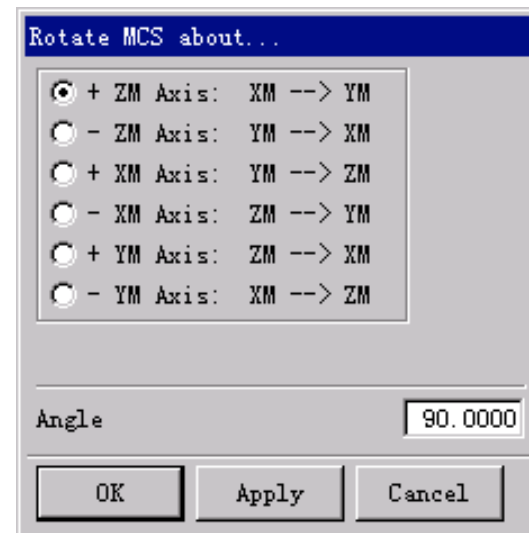 Rotate MCS about...
+ ZM Axis: XM --> YM
- ZM Axis: YM --> XM
+ XM Axis: YM --> ZM
- XM Axis: ZM --> YM
+ YM Axis: ZM --> XM
- YM Axis: XM --> ZM
Angle 90.0000
OK Apply Cancel